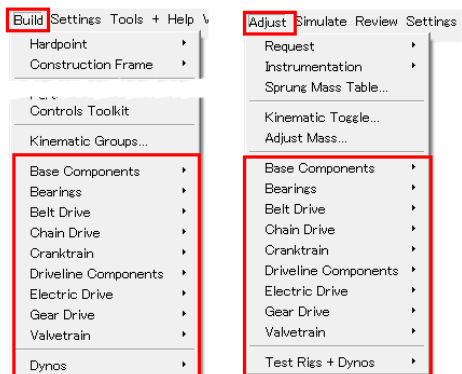 Build Settings Tools + Help
Hardpoint
Construction Frame
Controls Toolkit
Kinematic Groups...
Base Components
Bearings
Belt Drive
Chain Drive
Cranktrain
Driveline Components
Electric Drive
Gear Drive
Valvetrain
Dynos
Adjust Simulate Review Settings
Request
Instrumentation
Sprung Mass Table...
Kinematic Toggle...
Adjust Mass...
Base Components
Bearings
Belt Drive
Chain Drive
Cranktrain
Driveline Components
Electric Drive
Gear Drive
Valvetrain
Test Rigs + Dynos